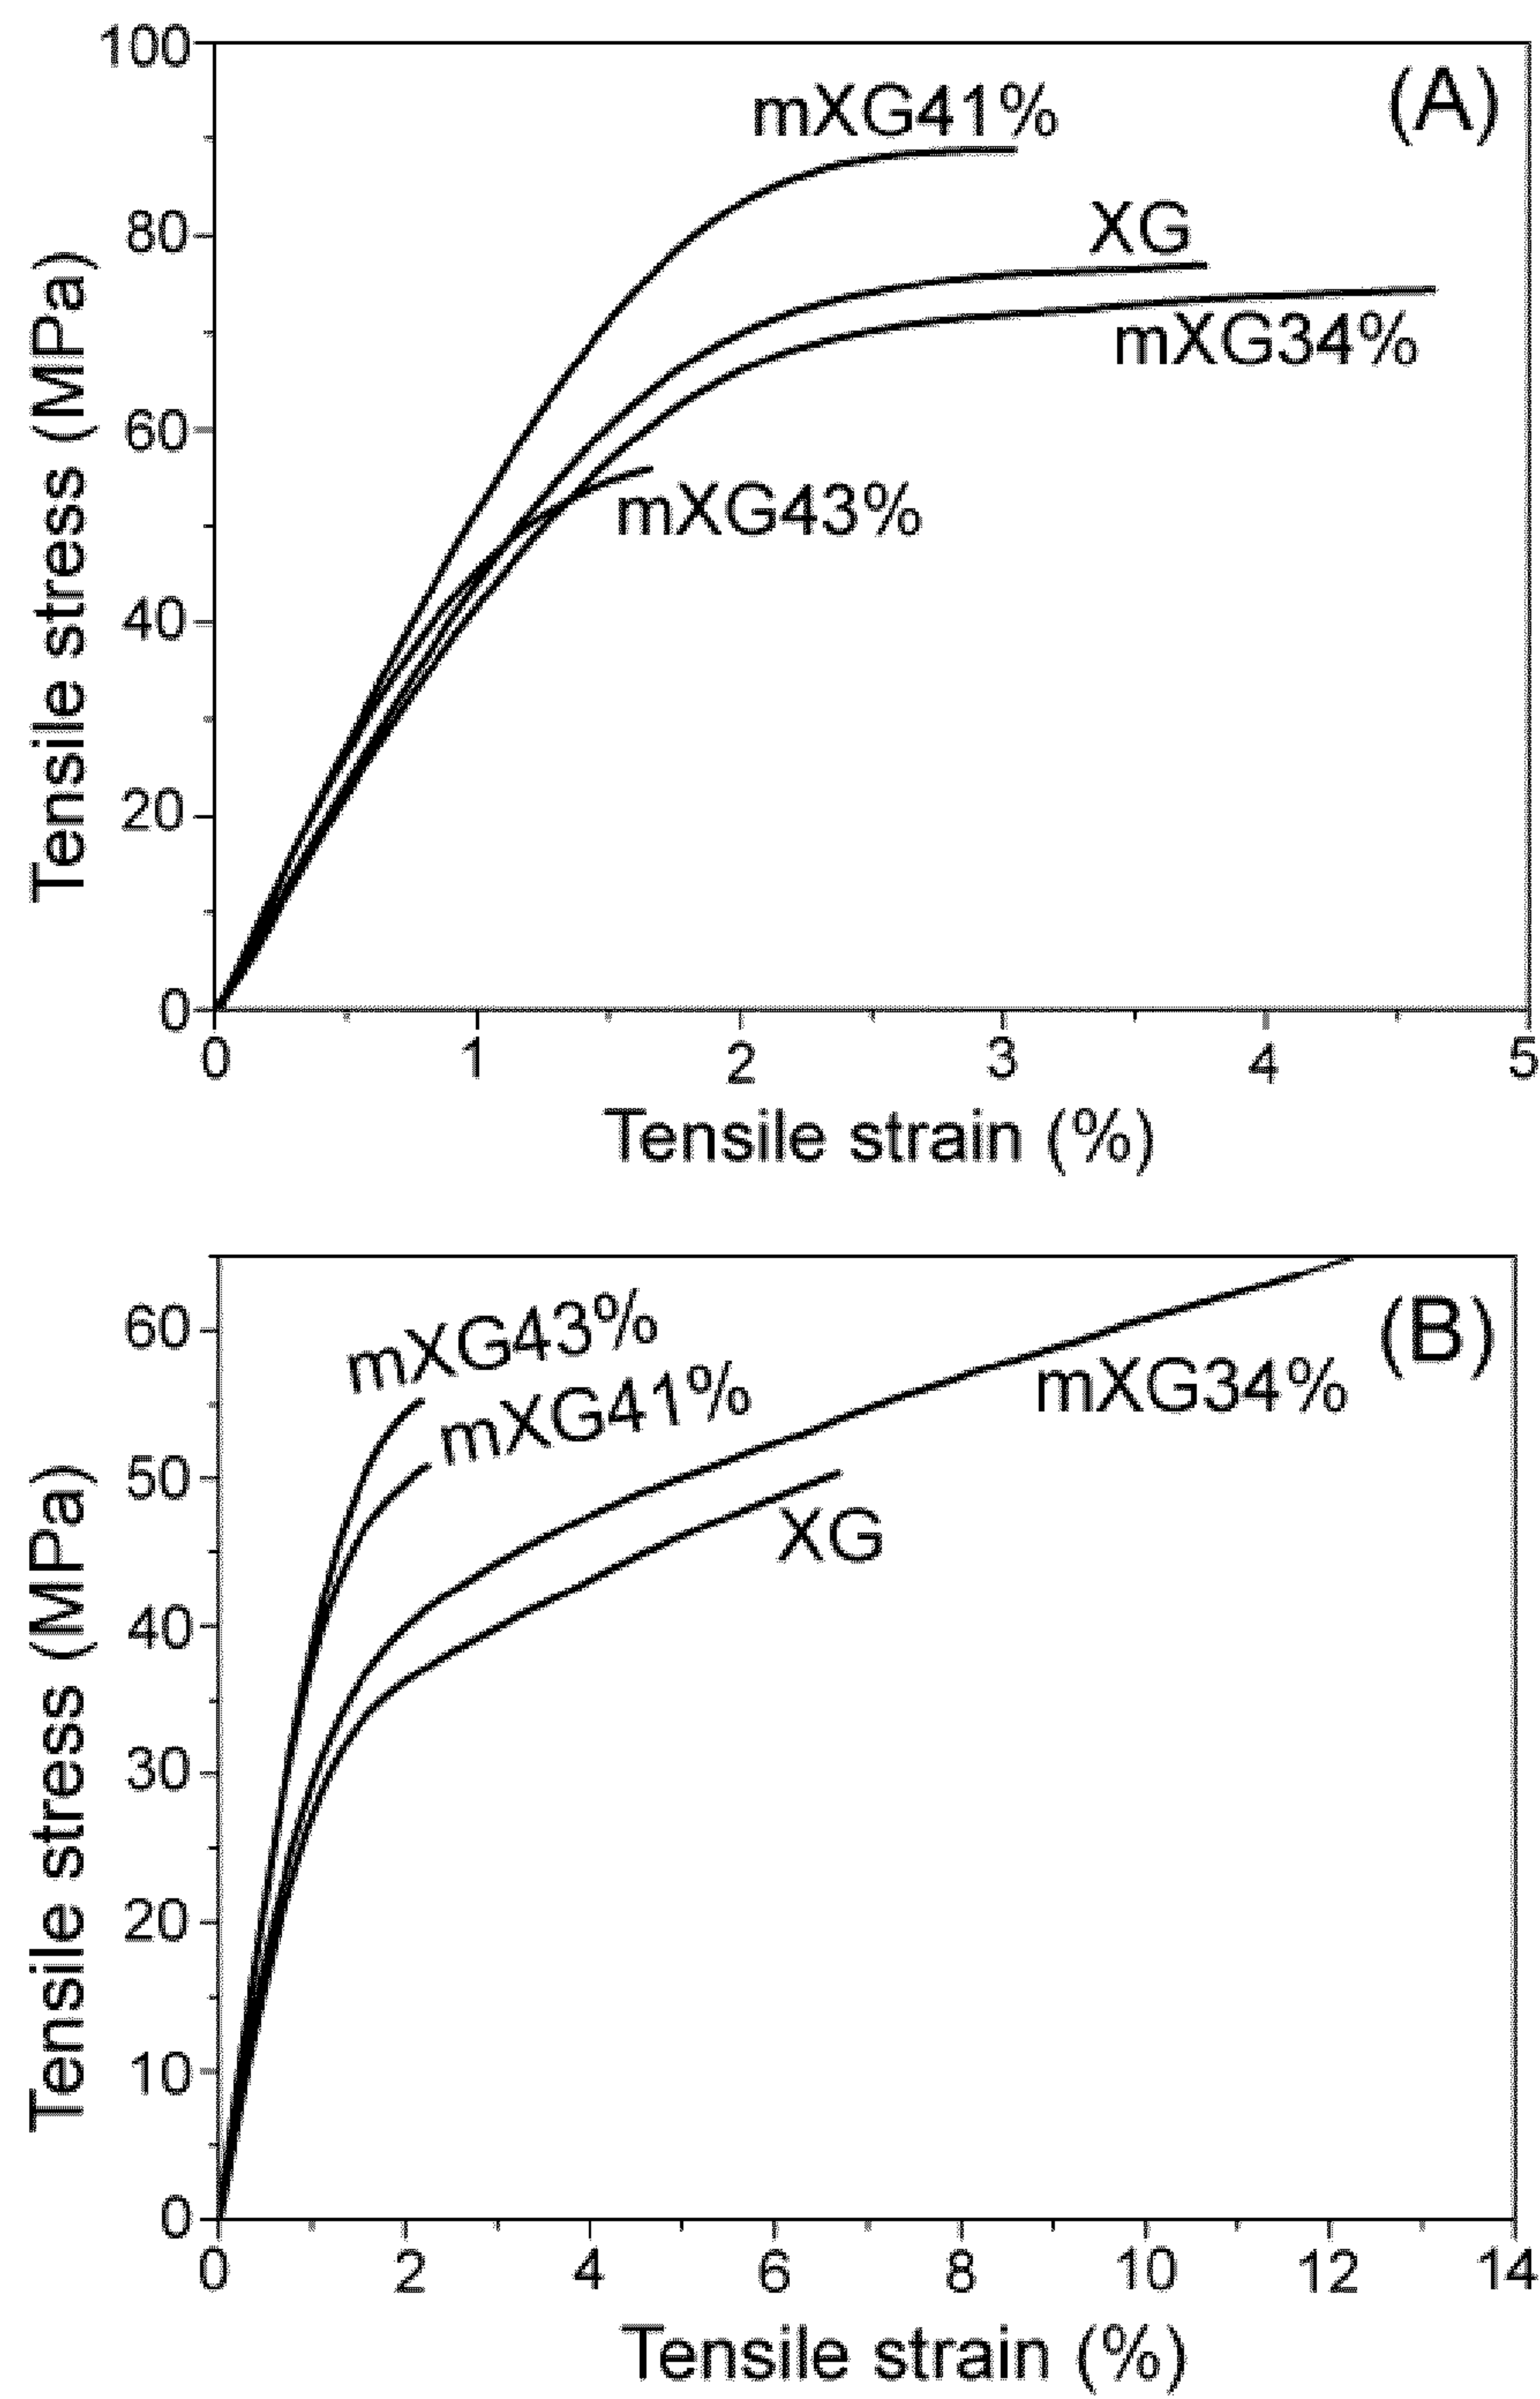 100
mXG41%
(A)
80
XG
mXG34%
60
mXG43%
40
20
0
Tensile stress (MPa)
0 1 2 3 4 5
Tensile strain (%)
60
mXG43%
(B)
mXG41%
mXG34%
50
XG
40
30
20
10
0
Tensile stress (MPa)
0 2 4 6 8 10 12 14
Tensile strain (%)